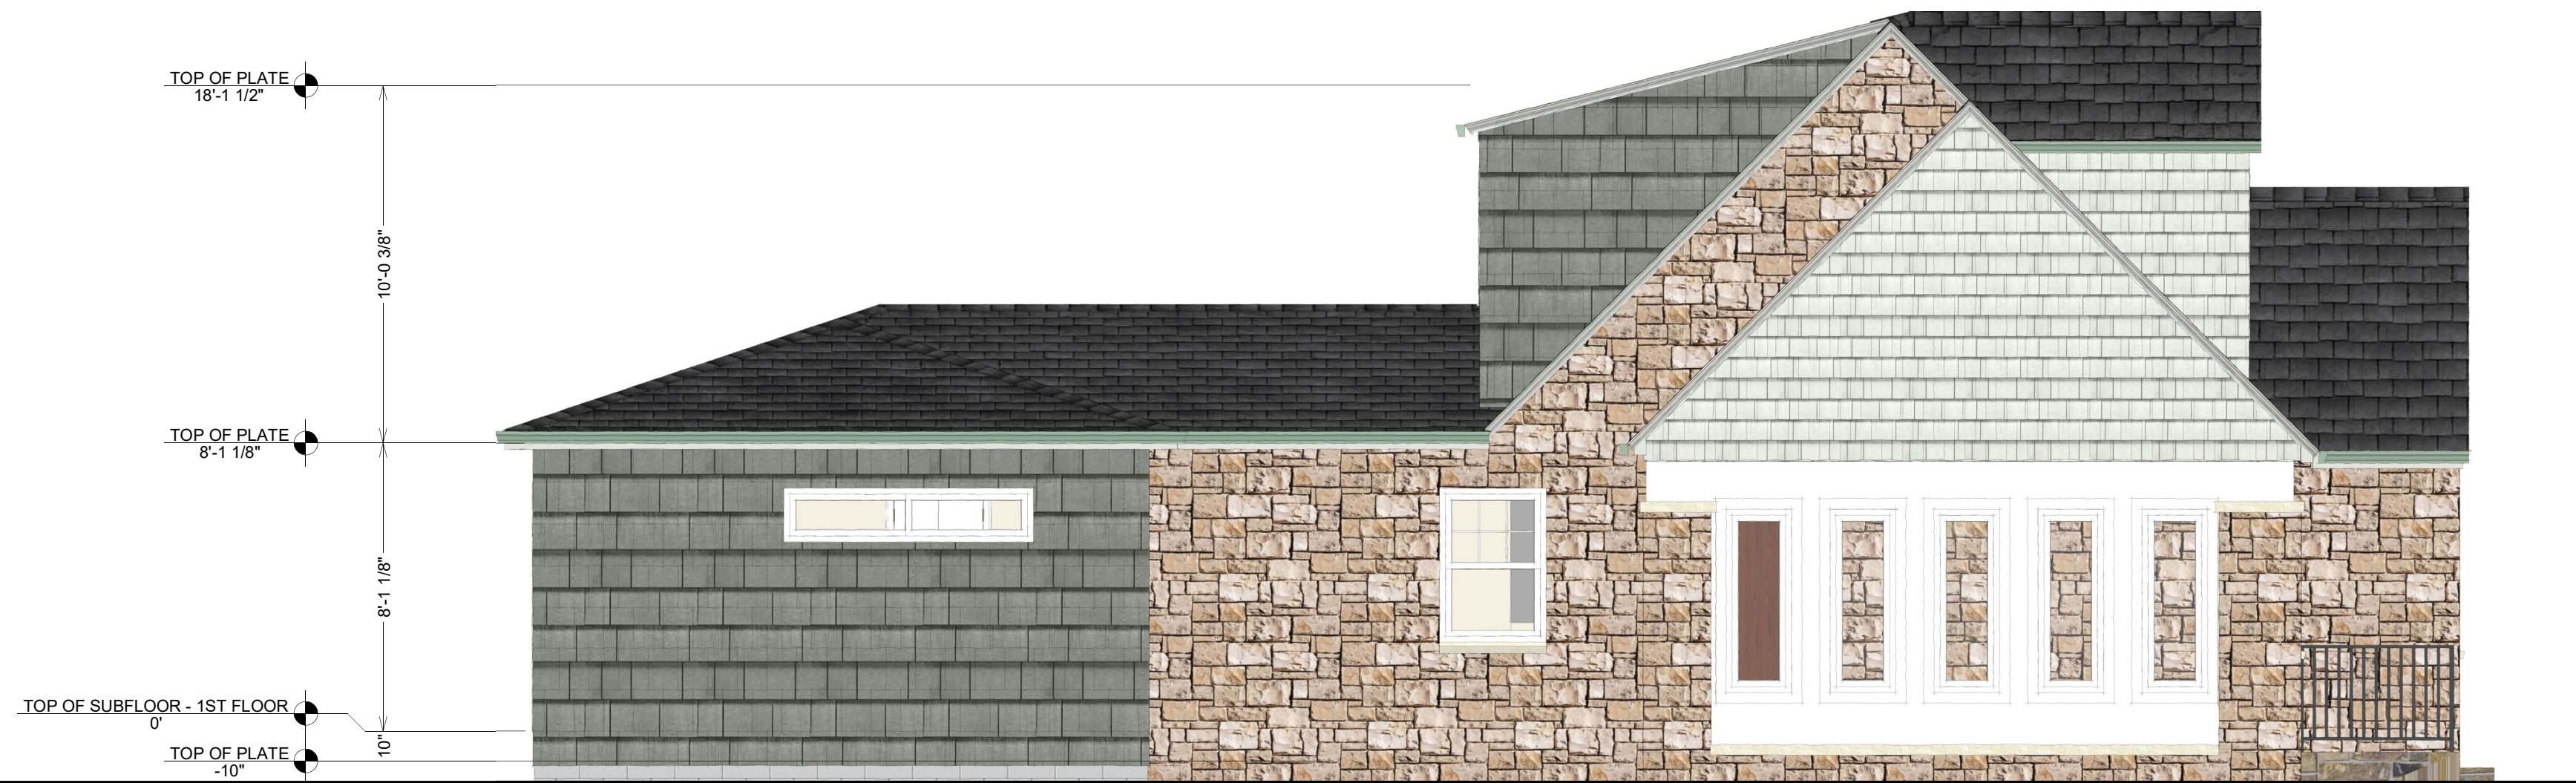 TOP OF PLATE
18'-1 1/2"
10'-0 3/8"
TOP OF PLATE
8'-1 1/8"
8'-1 1/8"
TOP OF SUBFLOOR - 1ST FLOOR
0'
10"
TOP OF PLATE
-10"